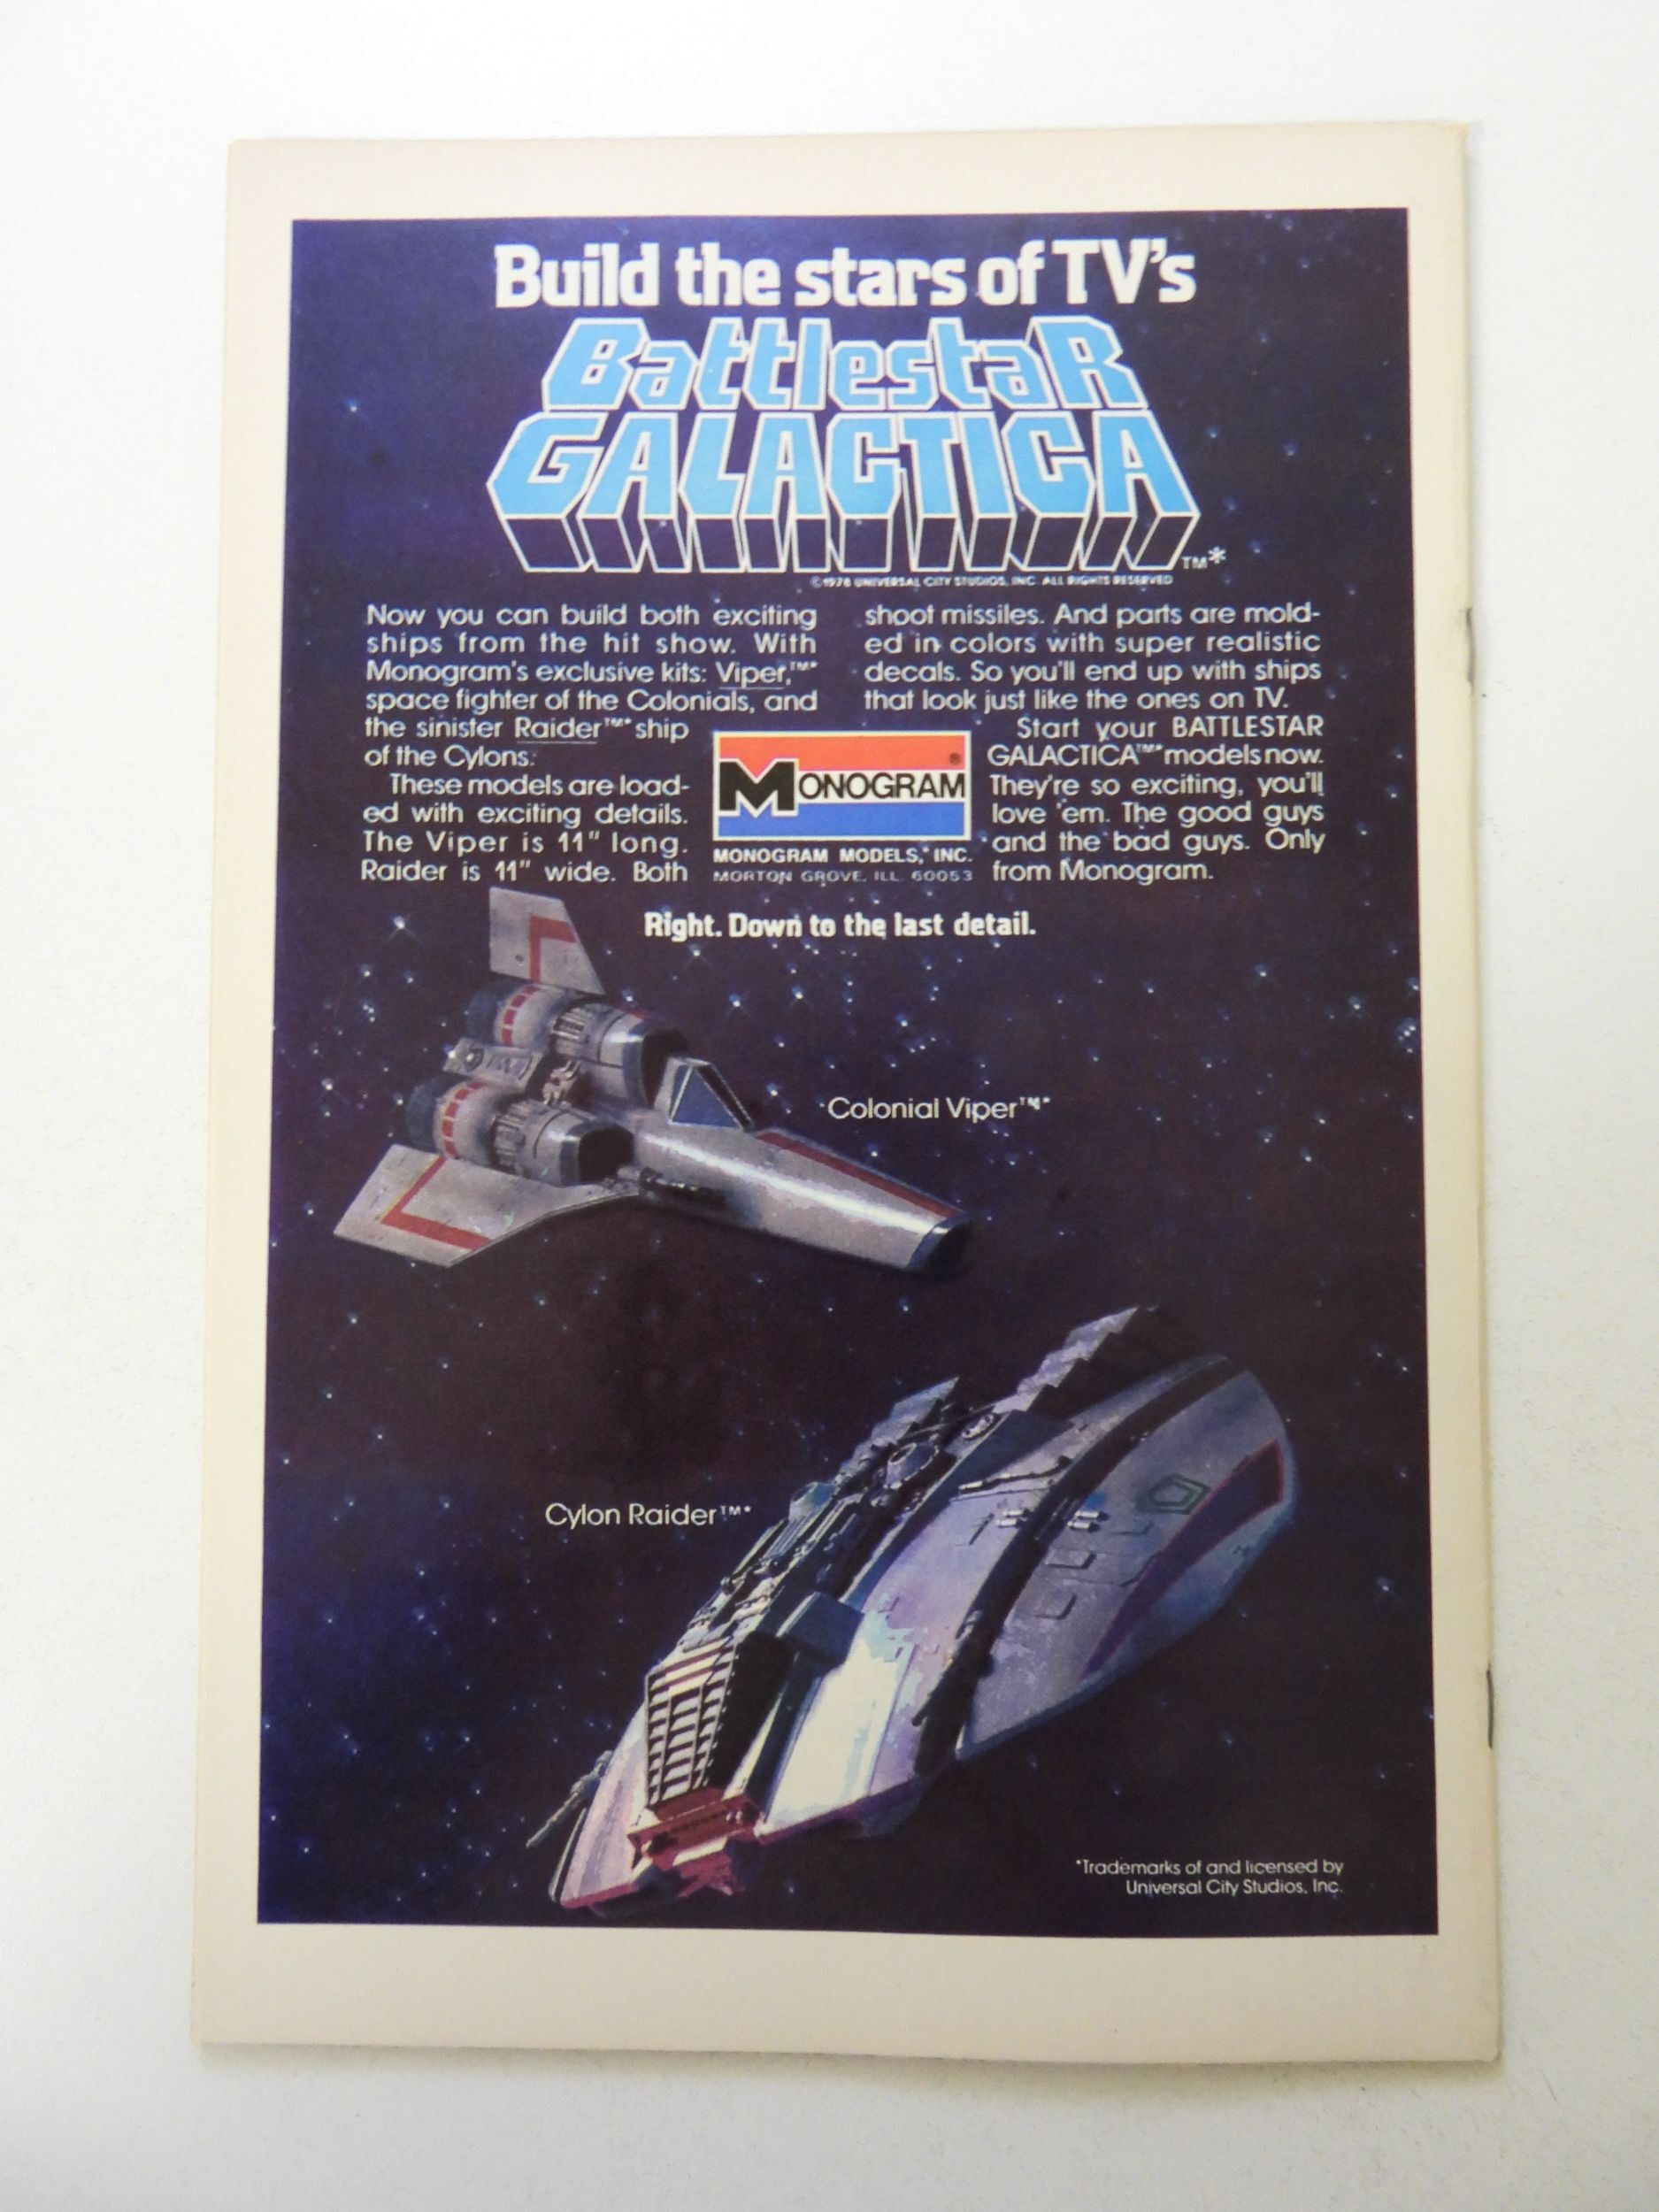 Build the stars of TV's
BattlestaR
GALACTICA
TM*
©1978 UNIVERSAL CITY STUDIOS, INC. ALL RIGHTS RESERVED
Now you can build both exciting
ships from the hit show. With
Monogram's exclusive kits: Viper,™*
space fighter of the Colonials, and
the sinister Raider™* ship
of the Cylons.
These models are load-
ed with exciting details.
The Viper is 11" long.
Raider is 11" wide. Both
shoot missiles. And parts are mold-
ed in colors with super realistic
decals. So you'll end up with ships
that look just like the ones on TV.
Start your BATTLESTAR
GALACTICA™* models now.
They're so exciting, you'll
love 'em. The good guys
and the bad guys. Only
from Monogram.
MONOGRAM®
MONOGRAM MODELS, INC.
MORTON GROVE, ILL. 60053
Right. Down to the last detail.
Colonial Viper™*
Cylon Raider™*
*Trademarks of and licensed by
Universal City Studios, Inc.